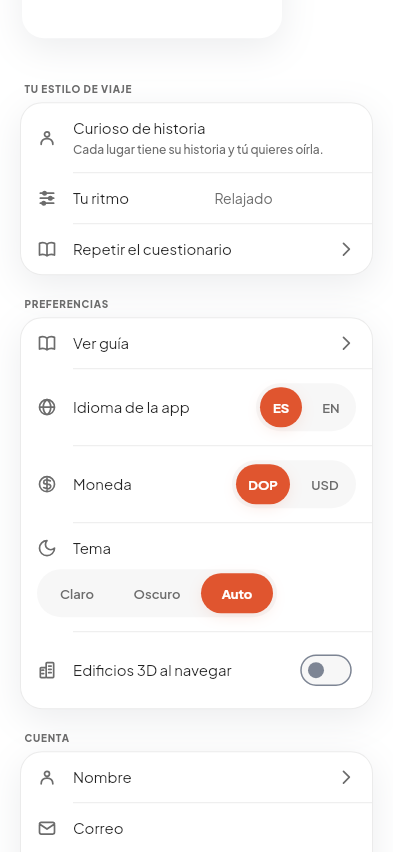 TU ESTILO DE VIAJE
Curioso de historia
Cada lugar tiene su historia y tú quieres oírla.
Tu ritmo Relajado
Repetir el cuestionario
PREFERENCIAS
Ver guía
Idioma de la app ES EN
Moneda DOP USD
Tema
Claro Oscuro Auto
Edificios 3D al navegar
CUENTA
Nombre
Correo